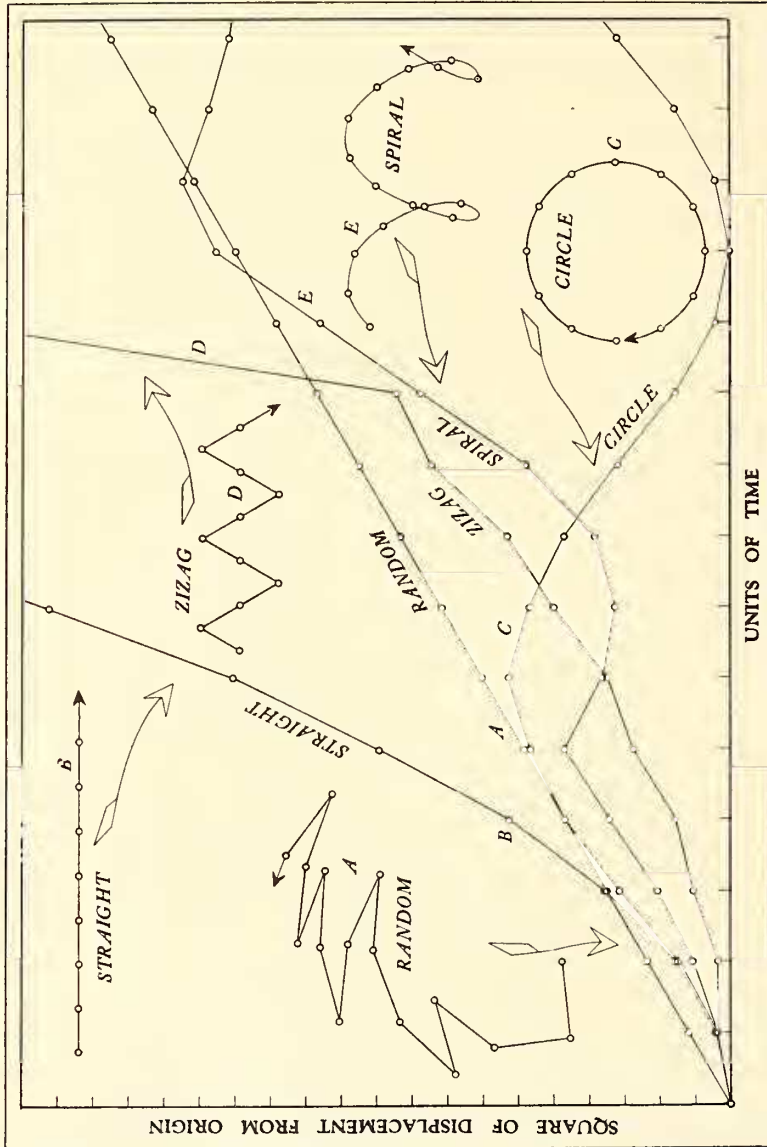 STRAIGHT
B
RANDOM
A
ZIZAG
D
SPIRAL
E
CIRCLE
C
STRAIGHT
B
RANDOM
A
ZIZAG
D
SPIRAL
E
CIRCLE
C
SQUARE OF DISPLACEMENT FROM ORIGIN
UNITS OF TIME